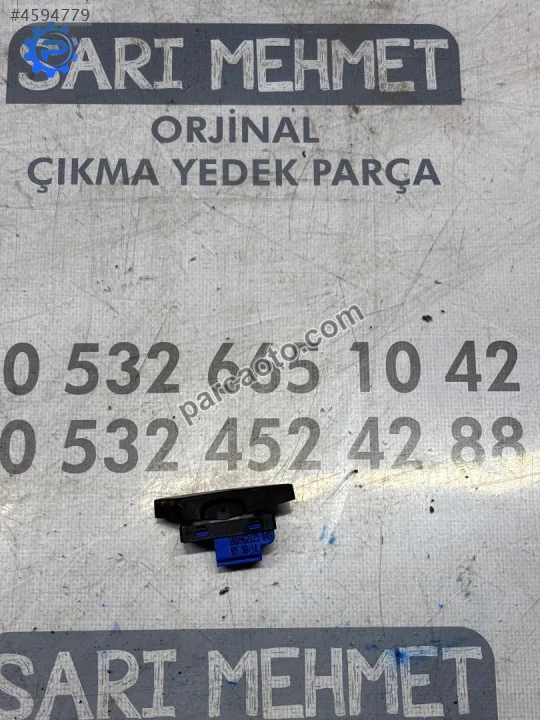 #4594779
SARI MEHMET
ORJİNAL
ÇIKMA YEDEK PARÇA
0 532 665 10 42
parcaoto.com
0 532 452 42 88
SARI MEHMET